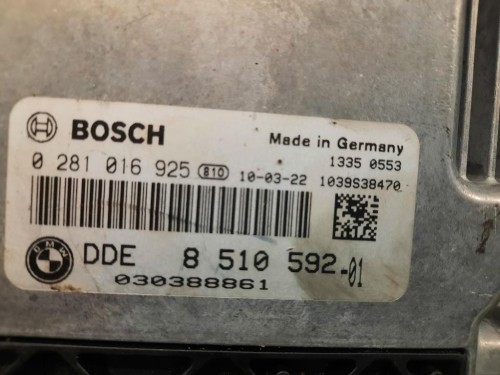 BOSCH
Made in Germany
1335 0553
0 281 016 925 810 10-03-22 1039S38470
BMW
DDE 8 510 592-01
030388861